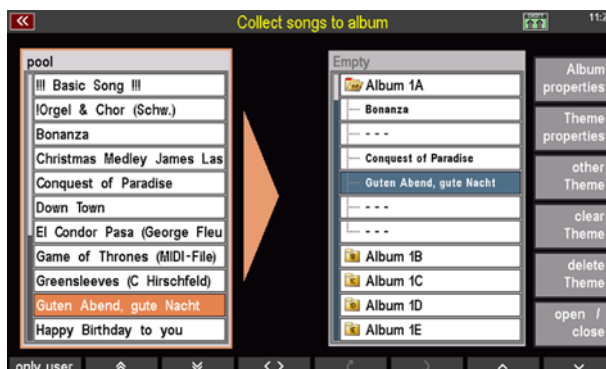 Collect songs to album
11:2
pool
!!! Basic Song !!!
!Orgel & Chor (Schw.)
Bonanza
Christmas Medley James Las
Conquest of Paradise
Down Town
El Condor Pasa (George Fleu
Game of Thrones (MIDI-File)
Greensleeves (C Hirschfeld)
Guten Abend, gute Nacht
Happy Birthday to you
Empty
Album 1A
Bonanza
- - -
Conquest of Paradise
Guten Abend, gute Nacht
- - -
- - -
Album 1B
Album 1C
Album 1D
Album 1E
Album
properties
Theme
properties
other
Theme
clear
Theme
delete
Theme
open /
close
only user